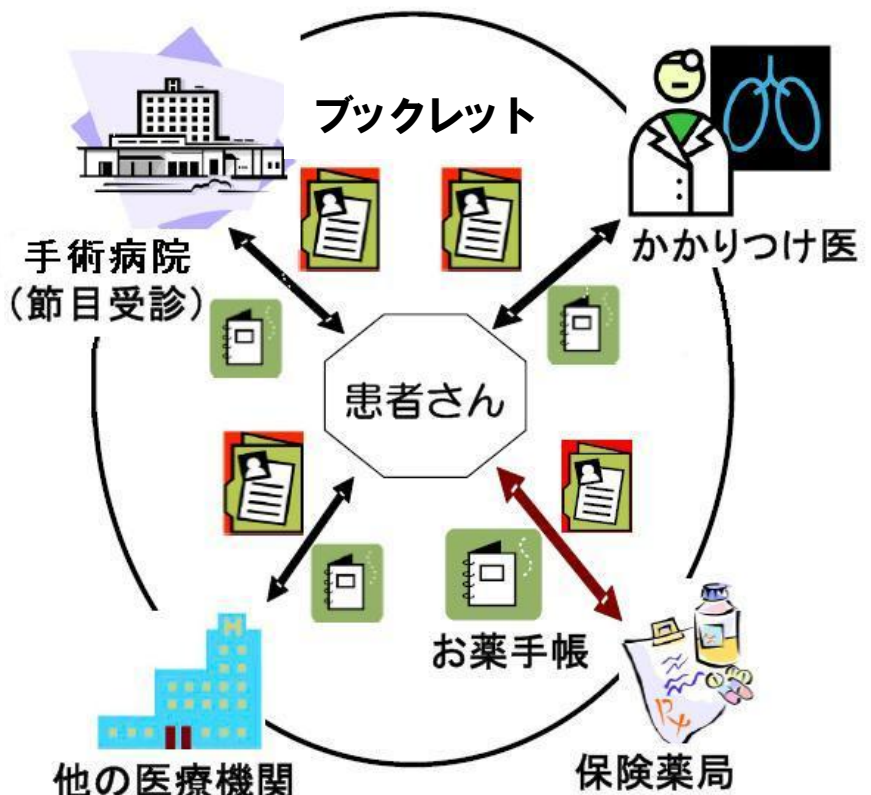 ブックレット
手術病院
（節目受診）
かかりつけ医
患者さん
お薬手帳
他の医療機関
保険薬局